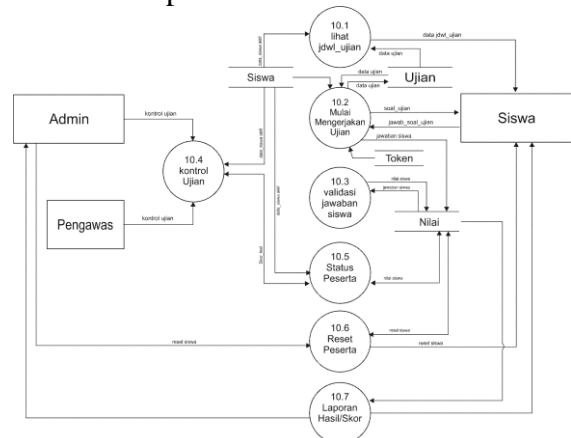 10.1
lihat
jdwl_ujian
data jdwl_ujian
data ujian
Siswa
data ujian
data ujian
Ujian
10.2
Mulai
Mengerjakan
Ujian
soal_ujian
jawab_soal_ujian
jawaban siswa
Siswa
Admin
kontrol ujian
10.4
kontrol
Ujian
Token
10.3
validasi
jawaban
siswa
nilai siswa
jawaban siswa
Nilai
Pengawas
kontrol ujian
10.5
Status
Peserta
nilai siswa
10.6
Reset
Peserta
reset siswa
reset siswa
reset siswa
10.7
Laporan
Hasil/Skor